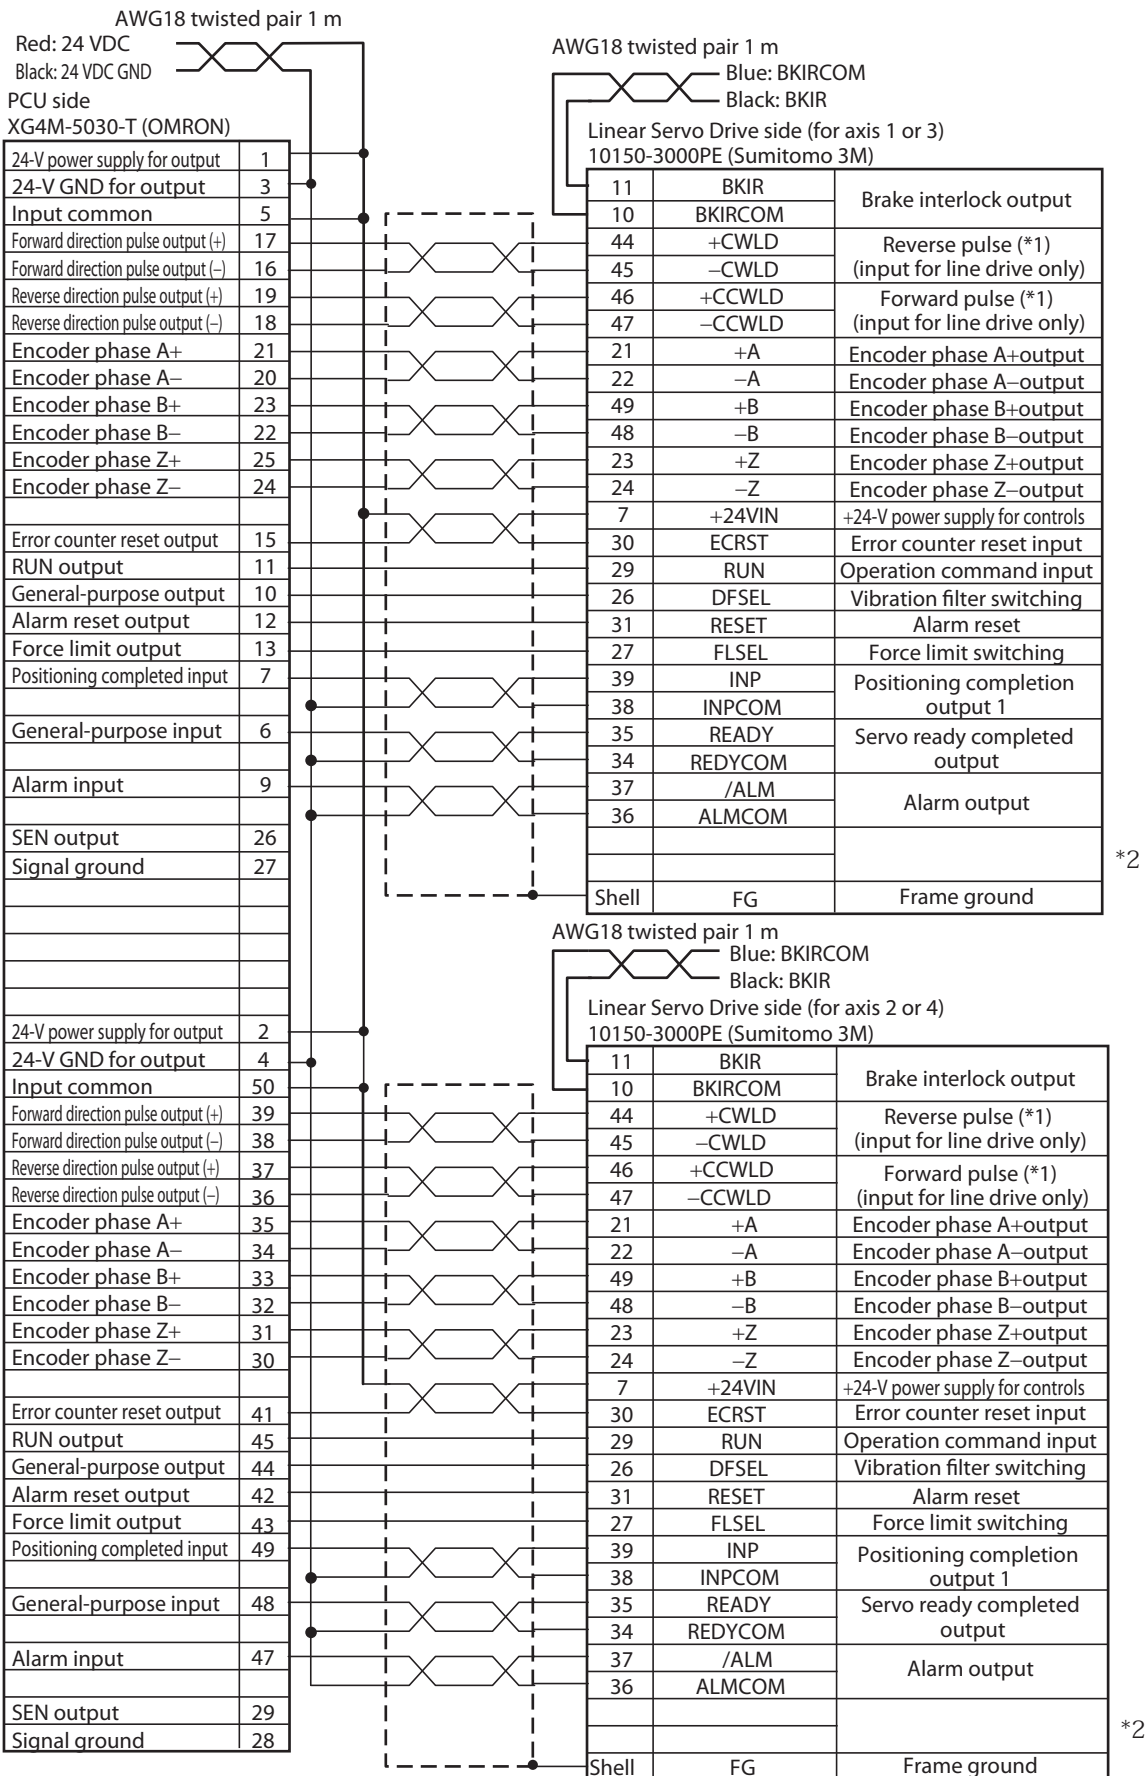 AWG18 twisted pair 1 m
Red: 24 VDC
Black: 24 VDC GND
PCU side
XG4M-5030-T (OMRON)
24-V power supply for output 1
24-V GND for output 3
Input common 5
Forward direction pulse output (+) 17
Forward direction pulse output (−) 16
Reverse direction pulse output (+) 19
Reverse direction pulse output (−) 18
Encoder phase A+ 21
Encoder phase A− 20
Encoder phase B+ 23
Encoder phase B− 22
Encoder phase Z+ 25
Encoder phase Z− 24
Error counter reset output 15
RUN output 11
General-purpose output 10
Alarm reset output 12
Force limit output 13
Positioning completed input 7
General-purpose input 6
Alarm input 9
SEN output 26
Signal ground 27
24-V power supply for output 2
24-V GND for output 4
Input common 50
Forward direction pulse output (+) 39
Forward direction pulse output (−) 38
Reverse direction pulse output (+) 37
Reverse direction pulse output (−) 36
Encoder phase A+ 35
Encoder phase A− 34
Encoder phase B+ 33
Encoder phase B− 32
Encoder phase Z+ 31
Encoder phase Z− 30
Error counter reset output 41
RUN output 45
General-purpose output 44
Alarm reset output 42
Force limit output 43
Positioning completed input 49
General-purpose input 48
Alarm input 47
SEN output 29
Signal ground 28
AWG18 twisted pair 1 m
Blue: BKIRCOM
Black: BKIR
Linear Servo Drive side (for axis 1 or 3)
10150-3000PE (Sumitomo 3M)
11 BKIR Brake interlock output
10 BKIRCOM
44 +CWLD Reverse pulse (*1)
45 −CWLD (input for line drive only)
46 +CCWLD Forward pulse (*1)
47 −CCWLD (input for line drive only)
21 +A Encoder phase A+output
22 −A Encoder phase A−output
49 +B Encoder phase B+output
48 −B Encoder phase B−output
23 +Z Encoder phase Z+output
24 −Z Encoder phase Z−output
7 +24VIN +24-V power supply for controls
30 ECRST Error counter reset input
29 RUN Operation command input
26 DFSEL Vibration filter switching
31 RESET Alarm reset
27 FLSEL Force limit switching
39 INP Positioning completion
38 INPCOM output 1
35 READY Servo ready completed
34 REDYCOM output
37 /ALM Alarm output
36 ALMCOM
*2
Shell FG Frame ground
AWG18 twisted pair 1 m
Blue: BKIRCOM
Black: BKIR
Linear Servo Drive side (for axis 2 or 4)
10150-3000PE (Sumitomo 3M)
11 BKIR Brake interlock output
10 BKIRCOM
44 +CWLD Reverse pulse (*1)
45 −CWLD (input for line drive only)
46 +CCWLD Forward pulse (*1)
47 −CCWLD (input for line drive only)
21 +A Encoder phase A+output
22 −A Encoder phase A−output
49 +B Encoder phase B+output
48 −B Encoder phase B−output
23 +Z Encoder phase Z+output
24 −Z Encoder phase Z−output
7 +24VIN +24-V power supply for controls
30 ECRST Error counter reset input
29 RUN Operation command input
26 DFSEL Vibration filter switching
31 RESET Alarm reset
27 FLSEL Force limit switching
39 INP Positioning completion
38 INPCOM output 1
35 READY Servo ready completed
34 REDYCOM output
37 /ALM Alarm output
36 ALMCOM
*2
Shell FG Frame ground